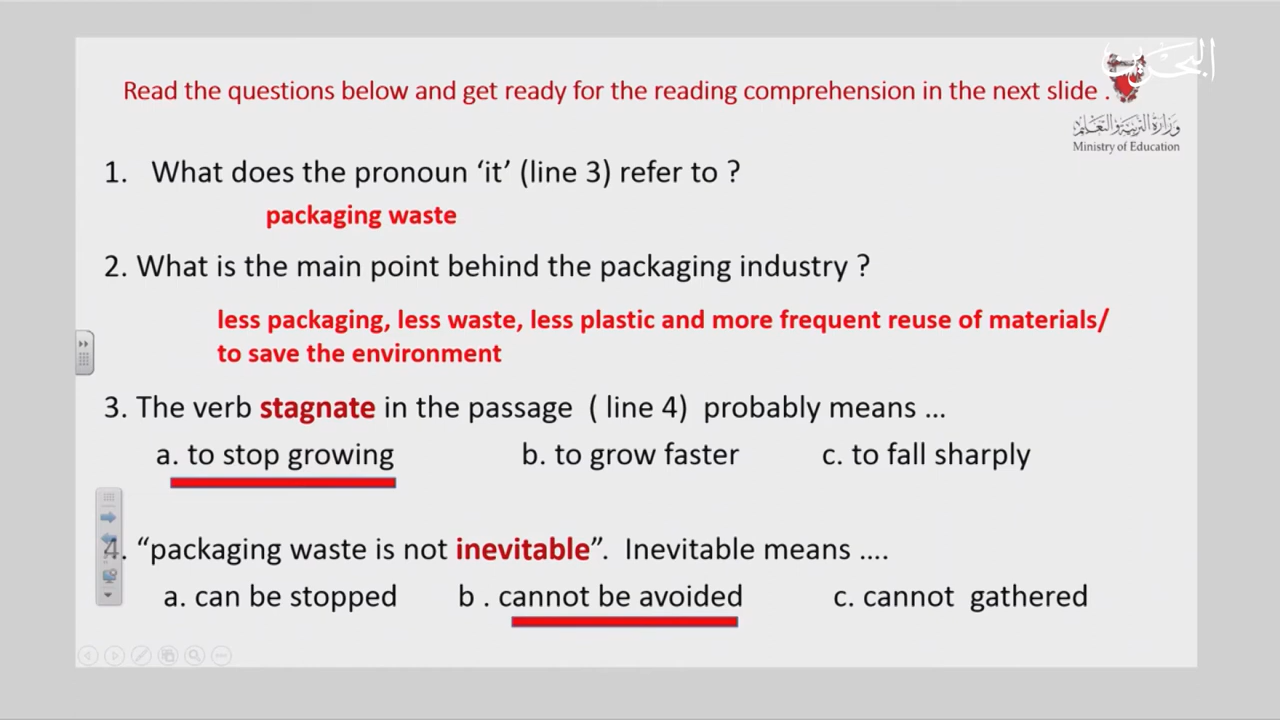 البحرين
Read the questions below and get ready for the reading comprehension in the next slide .
وزارة التربية والتعليم
Ministry of Education
1. What does the pronoun ‘it’ (line 3) refer to ?
packaging waste
2. What is the main point behind the packaging industry ?
less packaging, less waste, less plastic and more frequent reuse of materials/
to save the environment
3. The verb stagnate in the passage ( line 4) probably means ...
a. to stop growing b. to grow faster c. to fall sharply
4. “packaging waste is not inevitable”. Inevitable means ....
a. can be stopped b . cannot be avoided c. cannot gathered